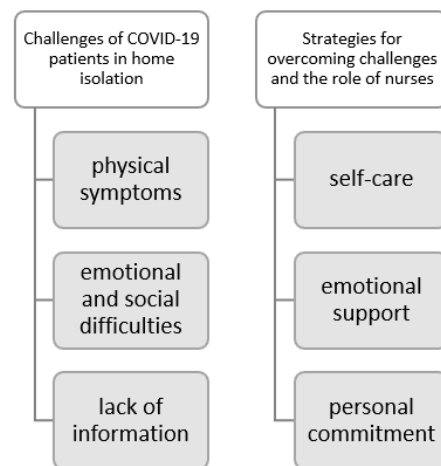 Challenges of COVID-19
patients in home
isolation
physical
symptoms
emotional
and social
difficulties
lack of
information
Strategies for
overcoming challenges
and the role of nurses
self-care
emotional
support
personal
commitment